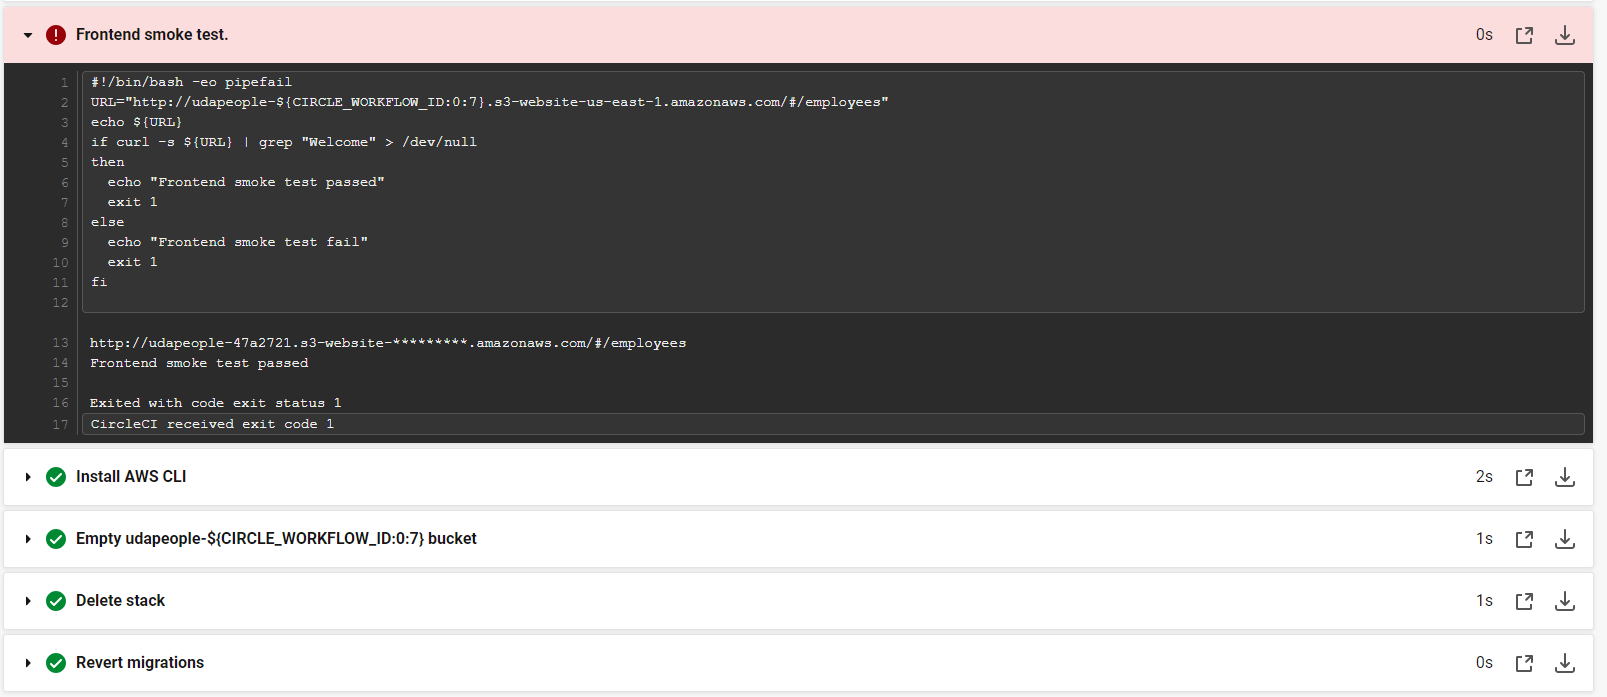 Frontend smoke test.
0s
1 #!/bin/bash -eo pipefail
2 URL="http://udapeople-${CIRCLE_WORKFLOW_ID:0:7}.s3-website-us-east-1.amazonaws.com/#/employees"
3 echo ${URL}
4 if curl -s ${URL} | grep "Welcome" > /dev/null
5 then
6   echo "Frontend smoke test passed"
7   exit 1
8 else
9   echo "Frontend smoke test fail"
10   exit 1
11 fi
12
13 http://udapeople-47a2721.s3-website-*********.amazonaws.com/#/employees
14 Frontend smoke test passed
15
16 Exited with code exit status 1
17 CircleCI received exit code 1
Install AWS CLI
2s
Empty udapeople-${CIRCLE_WORKFLOW_ID:0:7} bucket
1s
Delete stack
1s
Revert migrations
0s